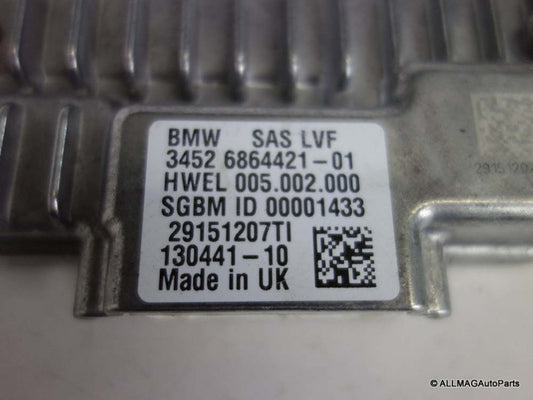 BMW SAS LVF
3452 6864421-01
HWEL 005.002.000
SGBM ID 00001433
29151207TI
130441-10
Made in UK
2915120
© ALLMAGAutoParts